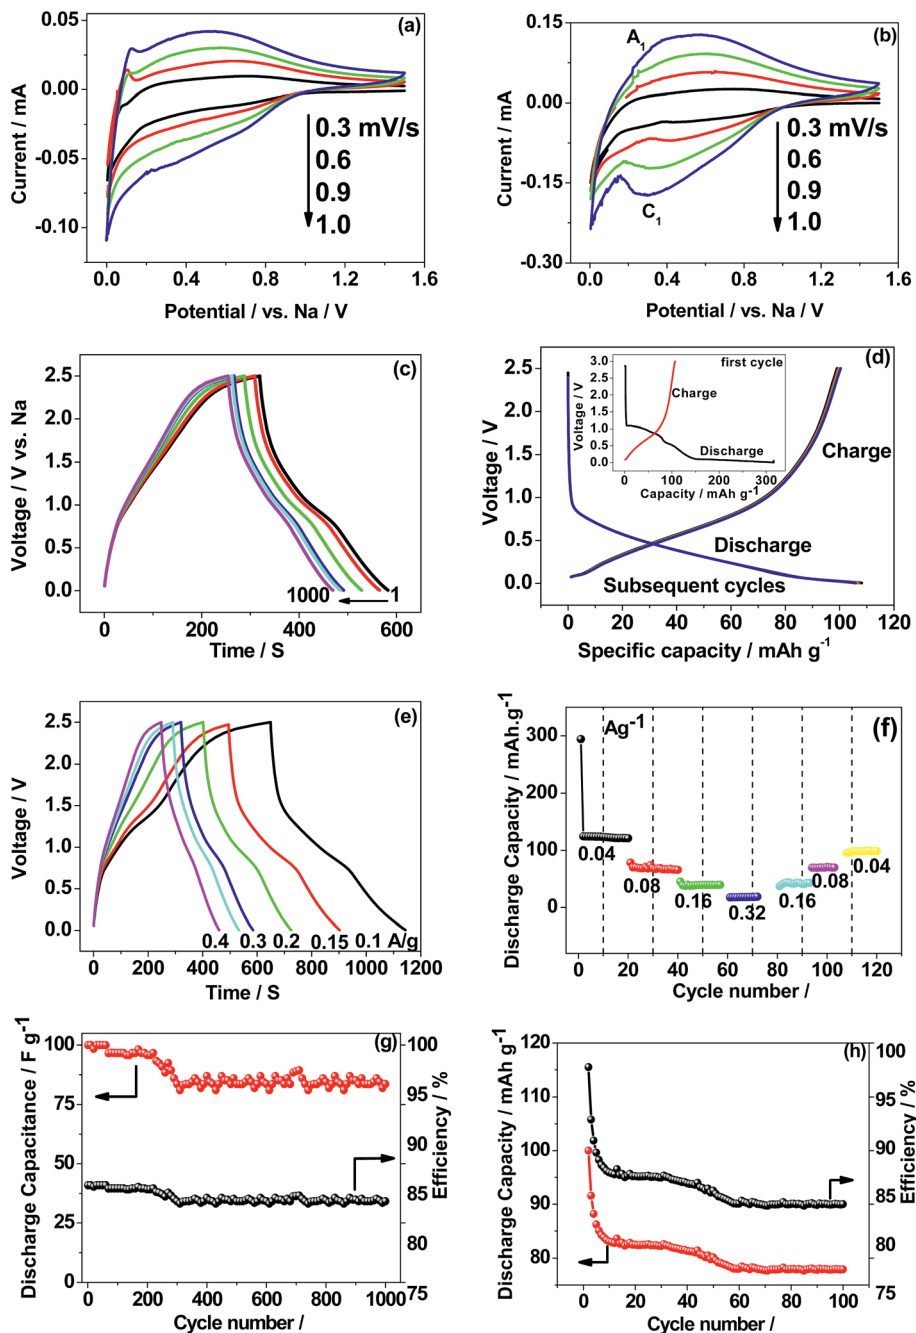 (a)
0.05
0.00
-0.05
-0.10
Current / mA
0.3 mV/s
0.6
0.9
1.0
0.0 0.4 0.8 1.2 1.6
Potential / vs. Na / V
(b)
0.15
0.00
-0.15
-0.30
Current / mA
A1
C1
0.3 mV/s
0.6
0.9
1.0
0.0 0.4 0.8 1.2 1.6
Potential / vs. Na / V
(c)
2.5
2.0
1.5
1.0
0.5
0.0
Voltage / V vs. Na
1000 1
0 200 400 600
Time / S
(d)
2.5
2.0
1.0
0.0
Voltage / V
first cycle
3.0
2.5
2.0
1.5
1.0
0.5
0.0
Voltage / V
Charge
Discharge
0 100 200 300
Capacity / mAh g-1
Charge
Discharge
Subsequent cycles
0 20 40 60 80 100 120
Specific capacity / mAh g-1
(e)
2.5
2.0
1.5
1.0
0.5
0.0
Voltage / V
0.4 0.3 0.2 0.15 0.1 A/g
0 200 400 600 800 1000 1200
Time / S
(f)
Ag-1
300
200
100
0
Discharge Capacity / mAh.g-1
0.04
0.08
0.16
0.32
0.16
0.08
0.04
0 20 40 60 80 100 120
Cycle number /
(g)
100
75
50
25
0
Discharge Capacitance / F g-1
100
95
90
85
80
75
Efficiency / %
0 200 400 600 800 1000
Cycle number /
(h)
120
115
110
100
90
80
Discharge Capacity / mAh g-1
100
95
90
85
80
75
Efficiency / %
0 20 40 60 80 100
Cycle number /